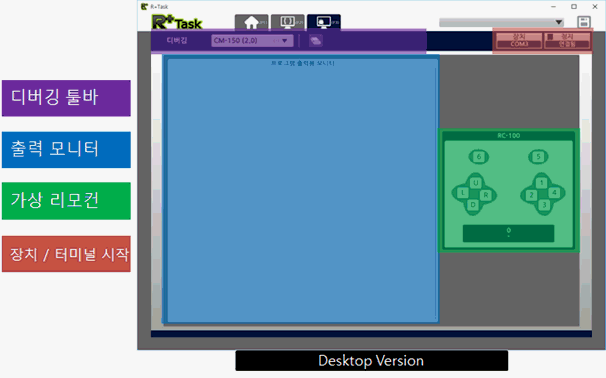 R+Task
R+Task
디버깅
CM-150 (2.0)
장치
COM3
정지
연결됨
프로그램 출력용 모니터
디버깅 툴바
출력 모니터
가상 리모컨
장치 / 터미널 시작
RC-100
6
5
U
1
1
R
2
4
D
3
0
-
Desktop Version